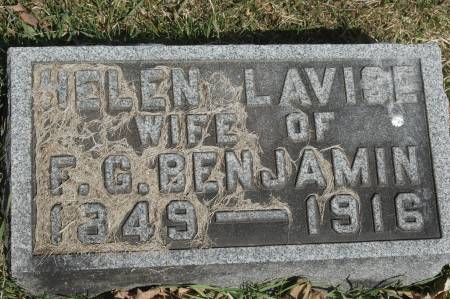 HELEN LAVISE
WIFE OF
F. G. BENJAMIN
1849 — 1916